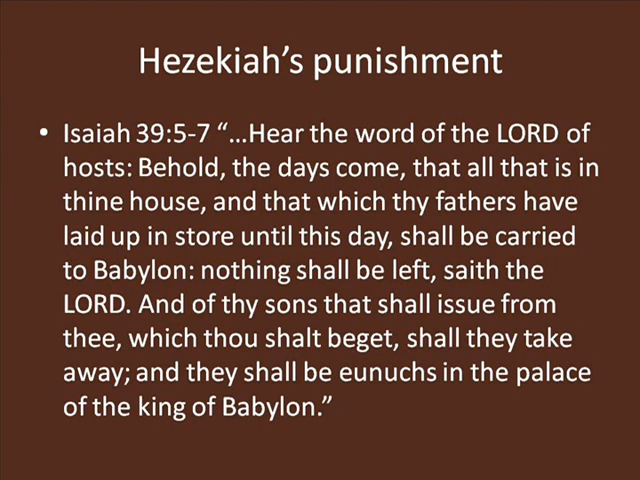 Hezekiah’s punishment
• Isaiah 39:5-7 “…Hear the word of the LORD of
hosts: Behold, the days come, that all that is in
thine house, and that which thy fathers have
laid up in store until this day, shall be carried
to Babylon: nothing shall be left, saith the
LORD. And of thy sons that shall issue from
thee, which thou shalt beget, shall they take
away; and they shall be eunuchs in the palace
of the king of Babylon.”